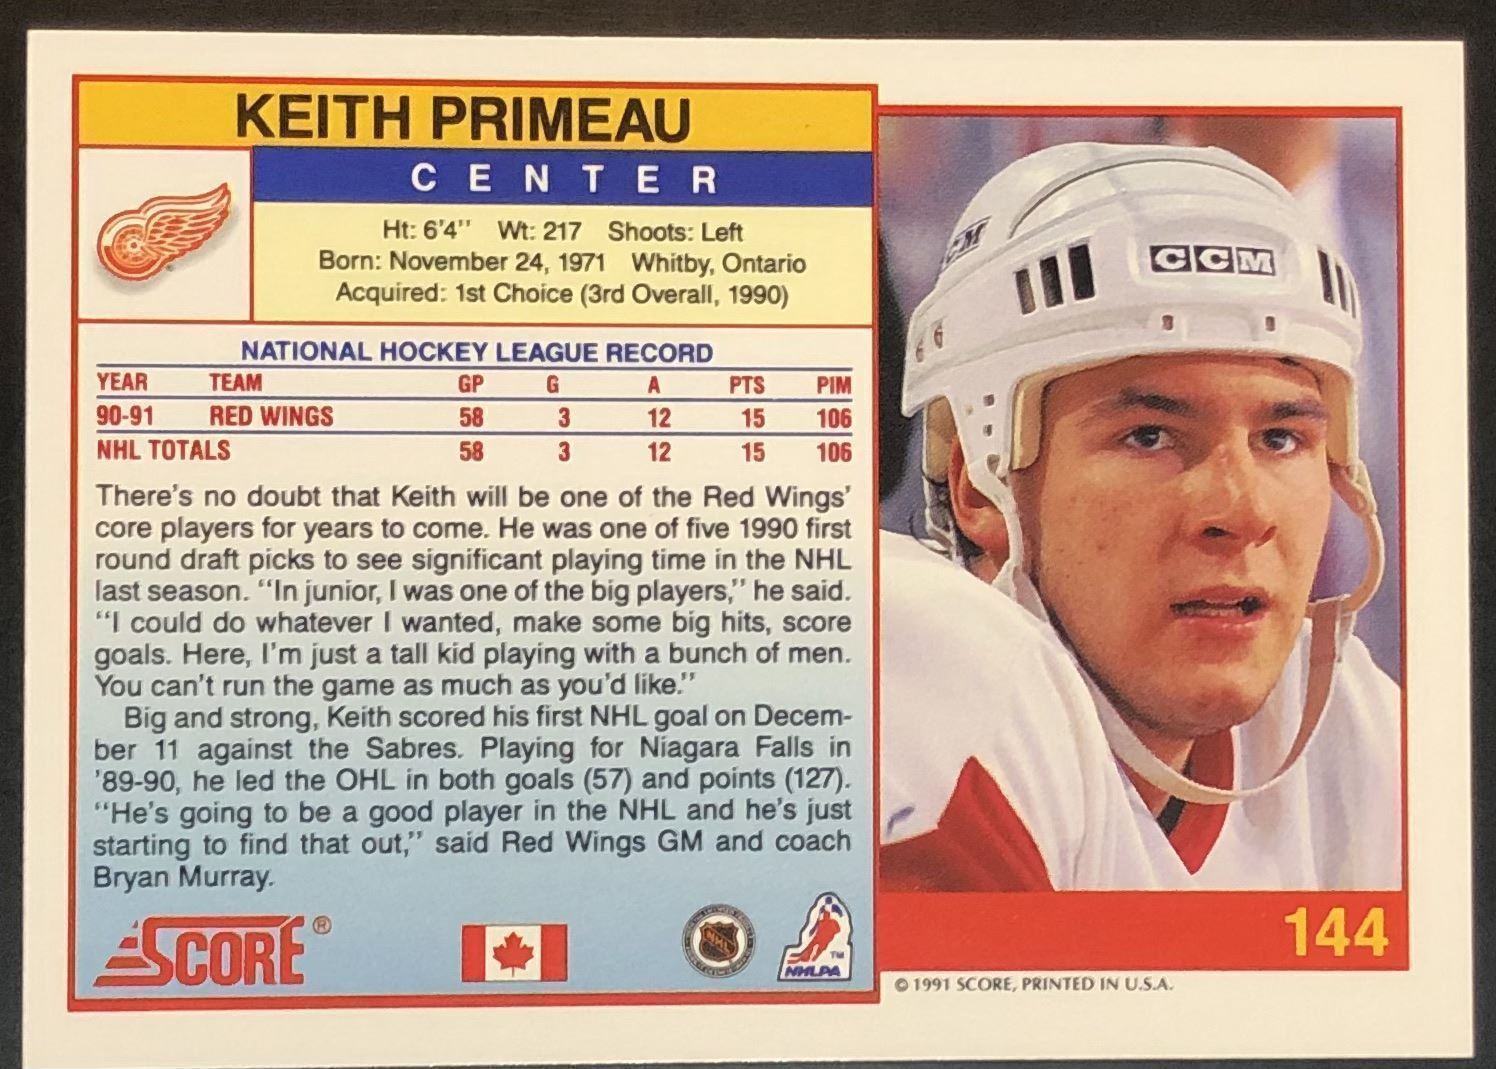 KEITH PRIMEAU
CENTER
Ht: 6'4'' Wt: 217 Shoots: Left
Born: November 24, 1971 Whitby, Ontario
Acquired: 1st Choice (3rd Overall, 1990)
NATIONAL HOCKEY LEAGUE RECORD
YEAR TEAM GP G A PTS PIM
90-91 RED WINGS 58 3 12 15 106
NHL TOTALS 58 3 12 15 106
There's no doubt that Keith will be one of the Red Wings'
core players for years to come. He was one of five 1990 first
round draft picks to see significant playing time in the NHL
last season. "In junior, I was one of the big players," he said.
"I could do whatever I wanted, make some big hits, score
goals. Here, I'm just a tall kid playing with a bunch of men.
You can't run the game as much as you'd like."
Big and strong, Keith scored his first NHL goal on Decem-
ber 11 against the Sabres. Playing for Niagara Falls in
'89-90, he led the OHL in both goals (57) and points (127).
"He's going to be a good player in the NHL and he's just
starting to find that out," said Red Wings GM and coach
Bryan Murray.
SCORE®
NHL
NHLPA TM
CCM
CM
144
© 1991 SCORE, PRINTED IN U.S.A.